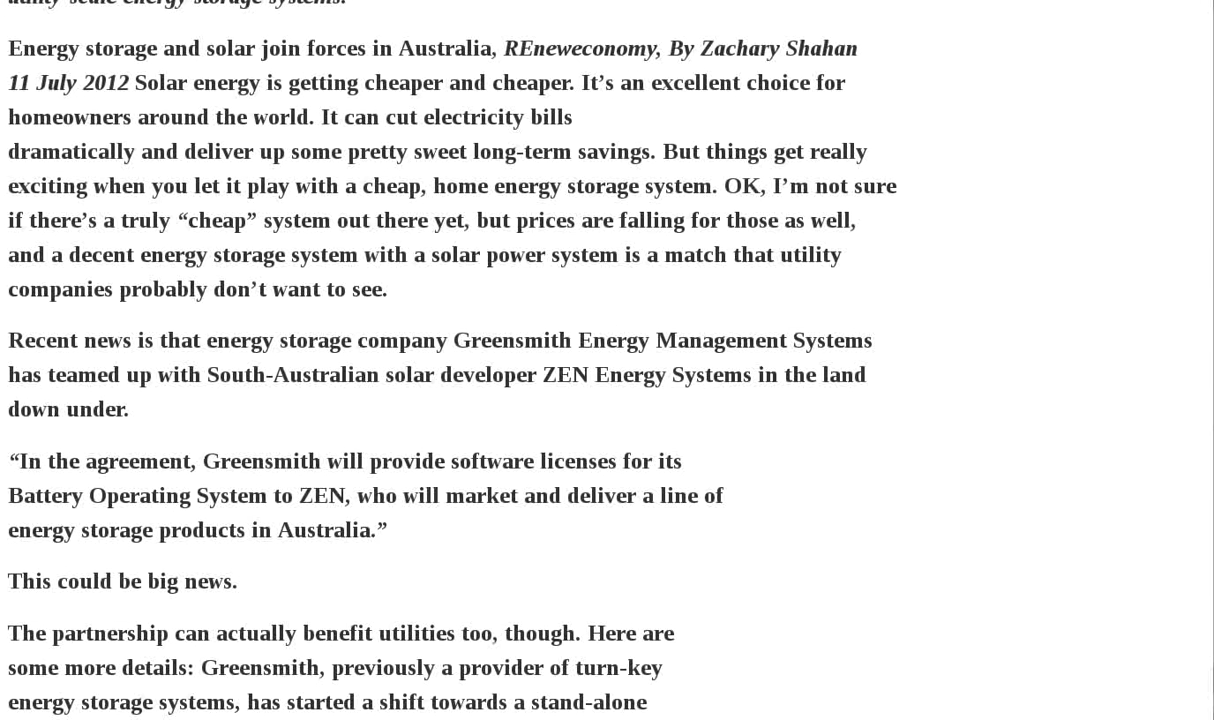 utility-scale energy storage systems.
Energy storage and solar join forces in Australia, REneweconomy, By Zachary Shahan
11 July 2012 Solar energy is getting cheaper and cheaper. It’s an excellent choice for
homeowners around the world. It can cut electricity bills
dramatically and deliver up some pretty sweet long-term savings. But things get really
exciting when you let it play with a cheap, home energy storage system. OK, I’m not sure
if there’s a truly “cheap” system out there yet, but prices are falling for those as well,
and a decent energy storage system with a solar power system is a match that utility
companies probably don’t want to see.
Recent news is that energy storage company Greensmith Energy Management Systems
has teamed up with South-Australian solar developer ZEN Energy Systems in the land
down under.
“In the agreement, Greensmith will provide software licenses for its
Battery Operating System to ZEN, who will market and deliver a line of
energy storage products in Australia.”
This could be big news.
The partnership can actually benefit utilities too, though. Here are
some more details: Greensmith, previously a provider of turn-key
energy storage systems, has started a shift towards a stand-alone